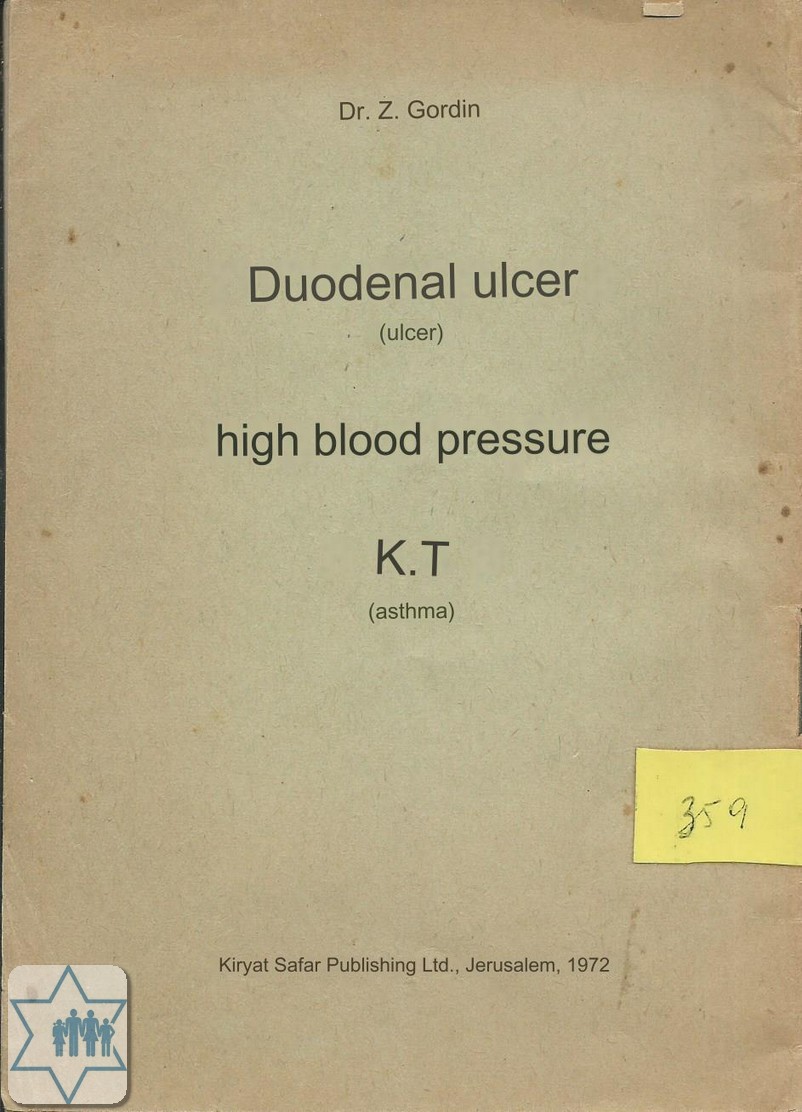 Dr. Z. Gordin
Duodenal ulcer
(ulcer)
high blood pressure
K.T
(asthma)
359
Kiryat Safar Publishing Ltd., Jerusalem, 1972